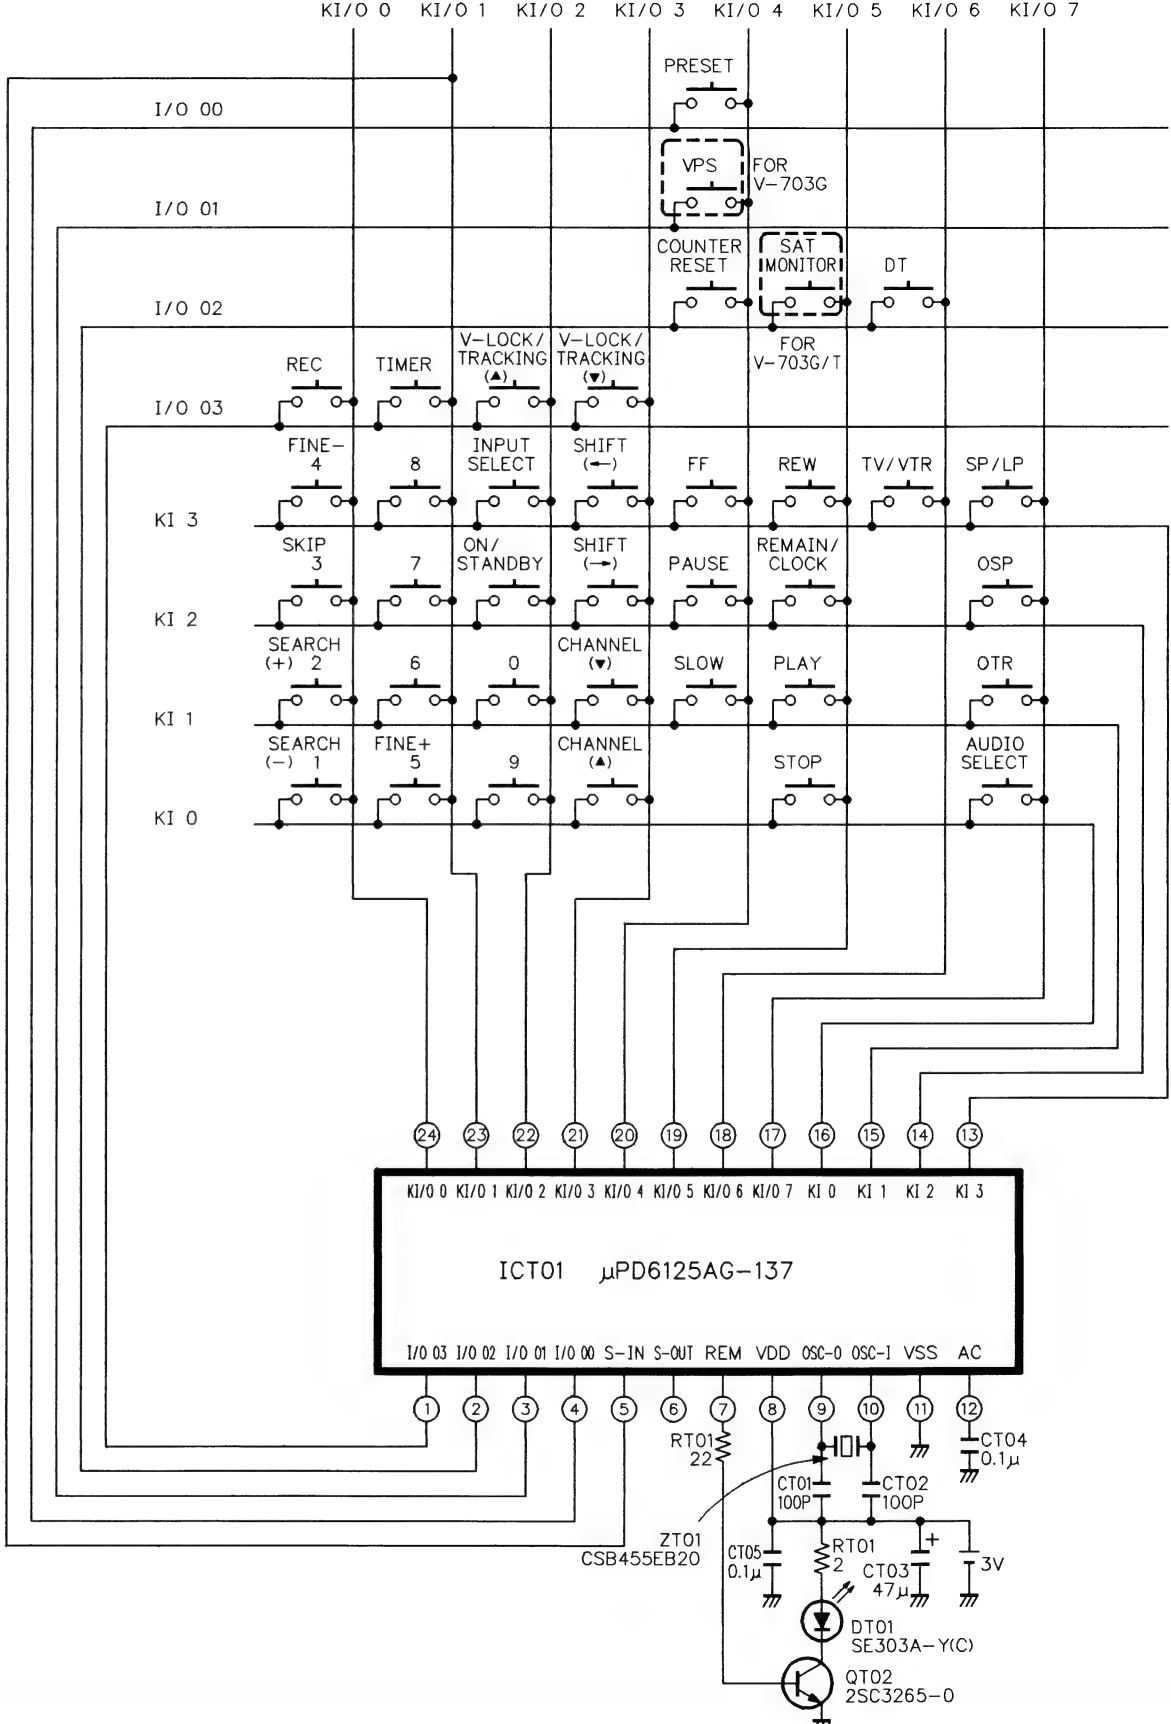 KI/O 0 KI/O 1 KI/O 2 KI/O 3 KI/O 4 KI/O 5 KI/O 6 KI/O 7
PRESET
I/O 00
VPS
FOR
V-703G
I/O 01
COUNTER
RESET
SAT
MONITOR
DT
I/O 02
FOR
V-703G/T
REC
TIMER
V-LOCK/
TRACKING
(▲)
V-LOCK/
TRACKING
(▼)
I/O 03
FINE-
4
8
INPUT
SELECT
SHIFT
(←)
FF
REW
TV/VTR
SP/LP
KI 3
SKIP
3
7
ON/
STANDBY
SHIFT
(→)
PAUSE
REMAIN/
CLOCK
OSP
KI 2
SEARCH
(+) 2
6
0
CHANNEL
(▼)
SLOW
PLAY
OTR
KI 1
SEARCH
(-) 1
FINE+
5
9
CHANNEL
(▲)
STOP
AUDIO
SELECT
KI 0
24 23 22 21 20 19 18 17 16 15 14 13
KI/O 0 KI/O 1 KI/O 2 KI/O 3 KI/O 4 KI/O 5 KI/O 6 KI/O 7 KI 0 KI 1 KI 2 KI 3
ICT01 μPD6125AG-137
I/O 03 I/O 02 I/O 01 I/O 00 S-IN S-OUT REM VDD OSC-O OSC-I VSS AC
1 2 3 4 5 6 7 8 9 10 11 12
RT01
22
CT04
0.1μ
CT01
100P
CT02
100P
ZT01
CSB455EB20
CT05
0.1μ
RT01
2
CT03
47μ
+
3V
DT01
SE303A-Y(C)
QT02
2SC3265-O